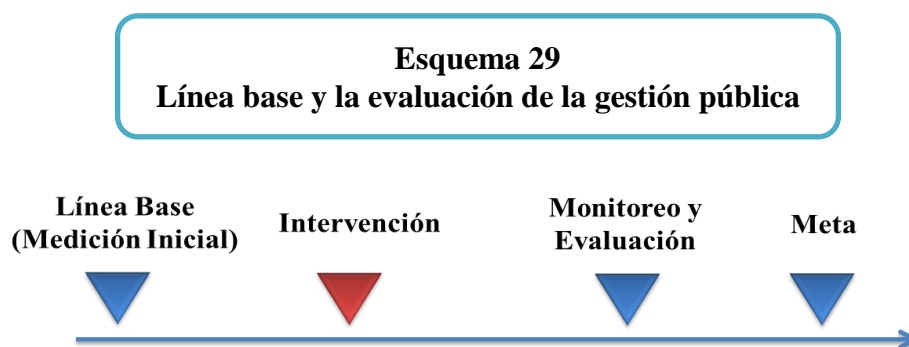 Esquema 29
Línea base y la evaluación de la gestión pública
Línea Base
(Medición Inicial)
Intervención
Monitoreo y
Evaluación
Meta